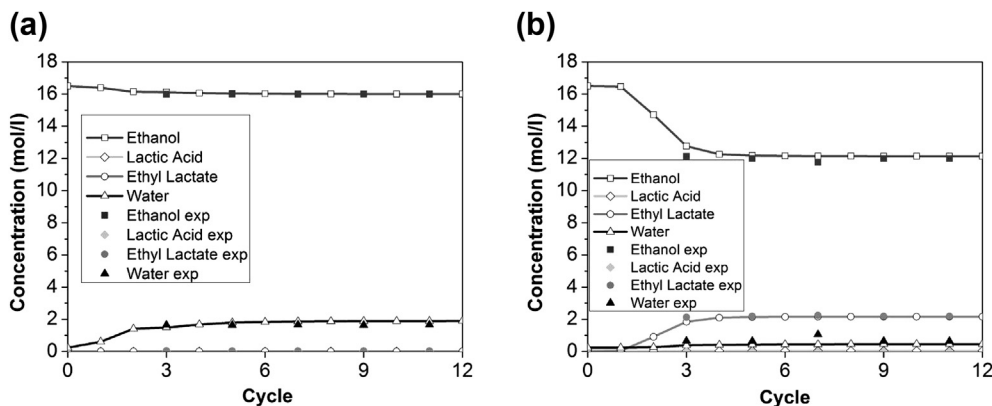 (a)
Concentration (mol/l)
18
16
14
12
10
8
6
4
2
0
Ethanol
Lactic Acid
Ethyl Lactate
Water
Ethanol exp
Lactic Acid exp
Ethyl Lactate exp
Water exp
0 3 6 9 12
Cycle
(b)
Concentration (mol/l)
18
16
14
12
10
8
6
4
2
0
Ethanol
Lactic Acid
Ethyl Lactate
Water
Ethanol exp
Lactic Acid exp
Ethyl Lactate exp
Water exp
0 3 6 9 12
Cycle